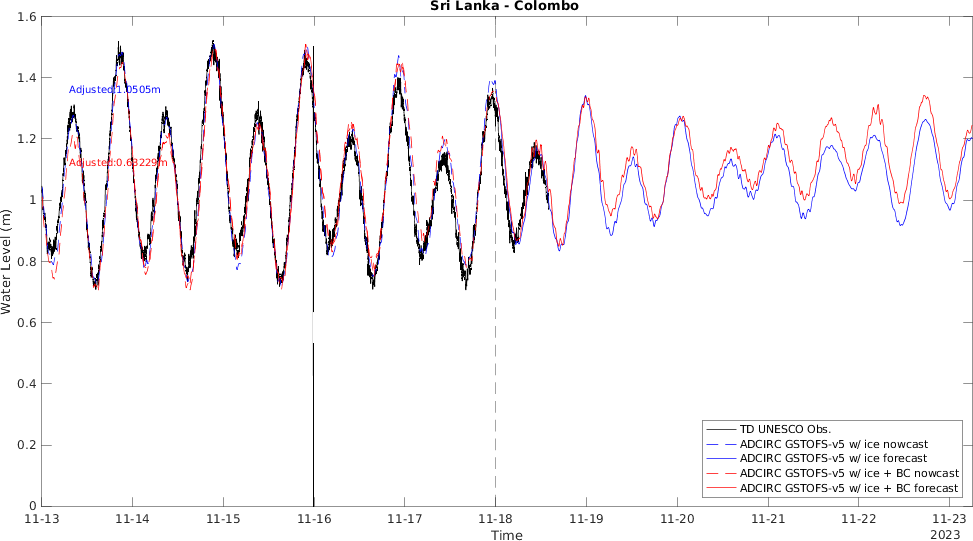 Sri Lanka - Colombo
1.6
1.4
1.2
1
0.8
0.6
0.4
0.2
0
Water Level (m)
Adjusted:1.0505m
Adjusted:0.63229m
TD UNESCO Obs.
ADCIRC GSTOFS-v5 w/ ice nowcast
ADCIRC GSTOFS-v5 w/ ice forecast
ADCIRC GSTOFS-v5 w/ ice + BC nowcast
ADCIRC GSTOFS-v5 w/ ice + BC forecast
11-13 11-14 11-15 11-16 11-17 11-18 11-19 11-20 11-21 11-22 11-23
2023
Time